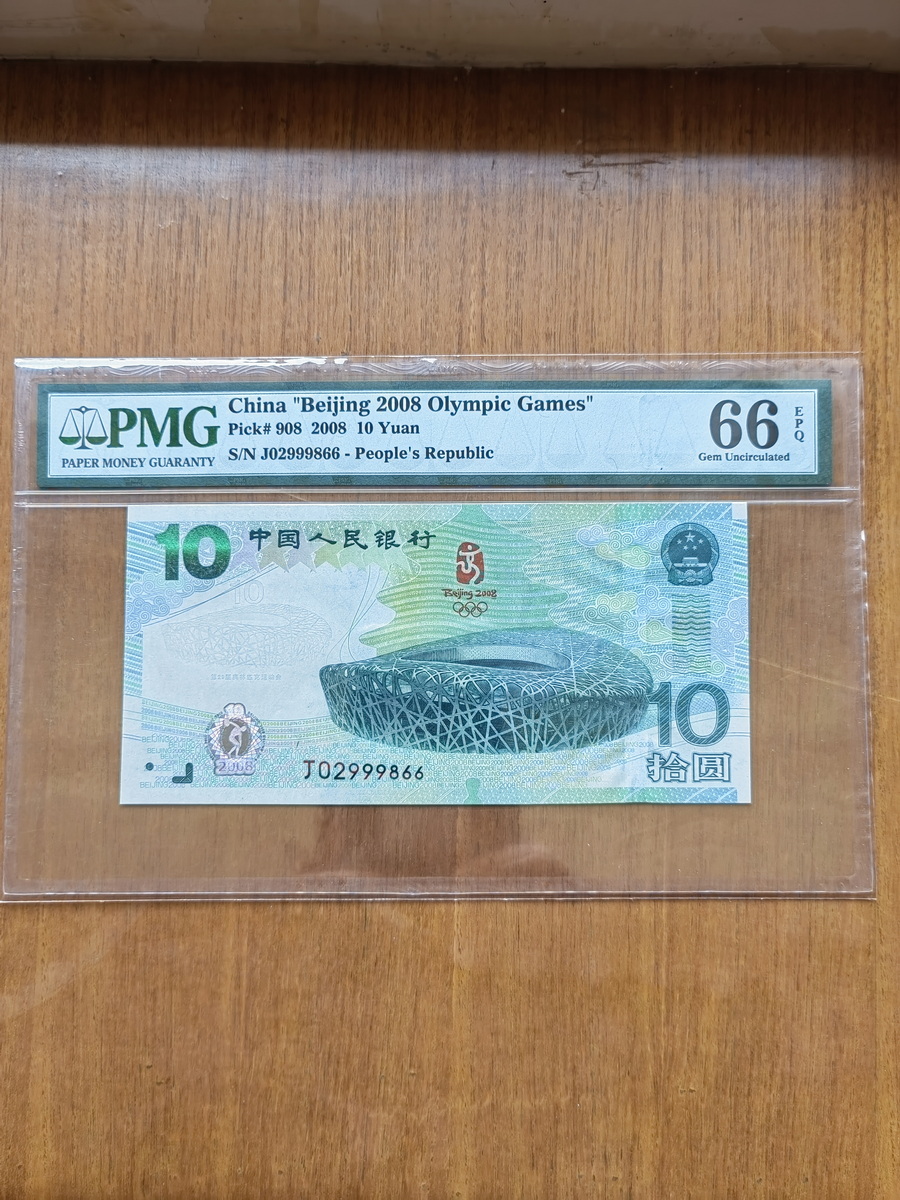 China "Beijing 2008 Olympic Games"
PMG
Pick# 908 2008 10 Yuan
PAPER MONEY GUARANTY
S/N J02999866 - People's Republic
66
EPQ
Gem Uncirculated
10
中国人民银行
Beijing 2008
10
10
拾圆
2008
J02999866